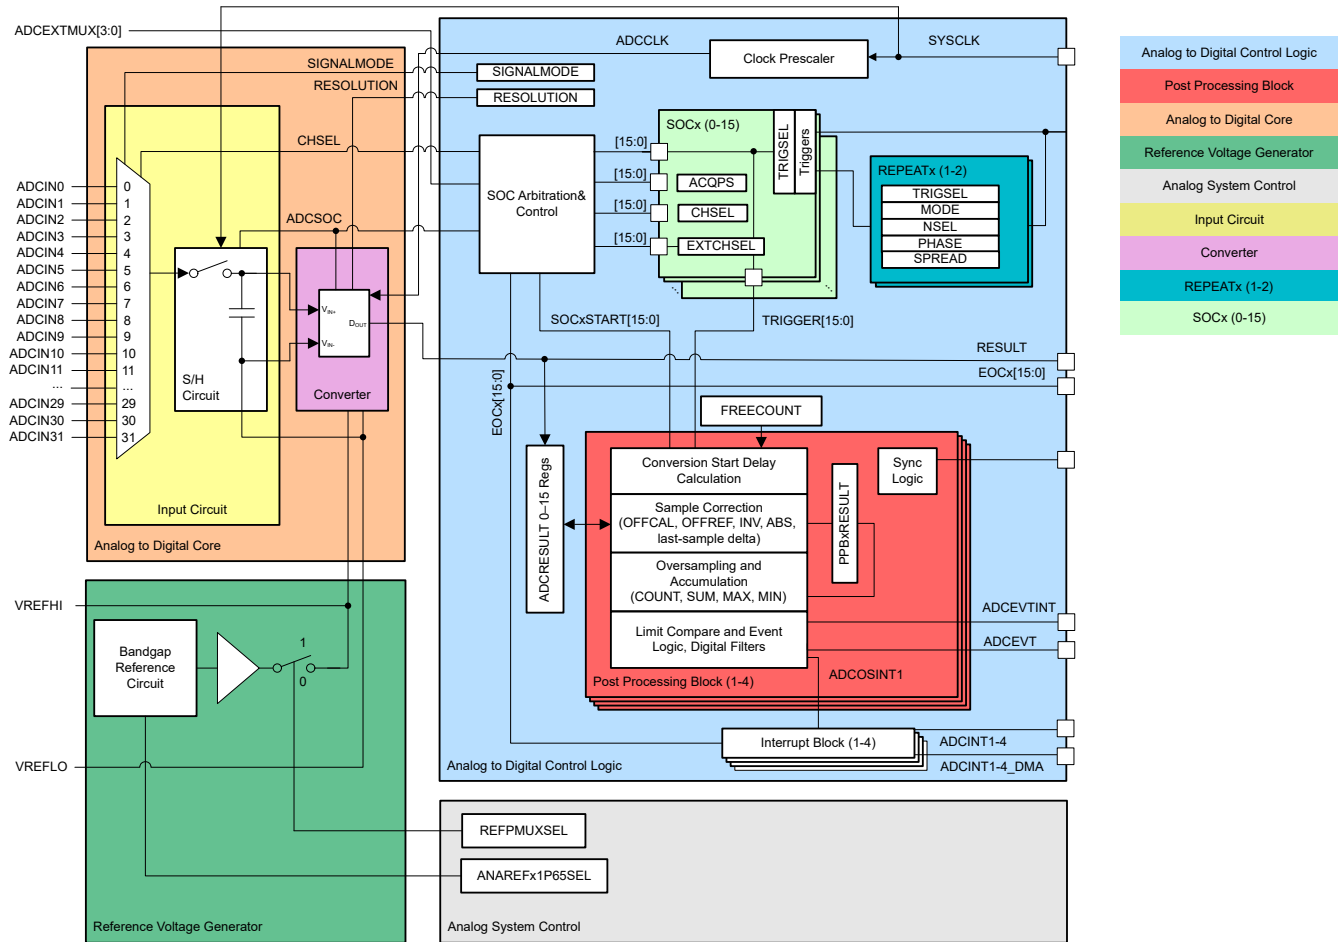 ADCEXTMUX[3:0]
ADCCLK
SYSCLK
Clock Prescaler
SIGNALMODE
SIGNALMODE
RESOLUTION
RESOLUTION
CHSEL
ADCSOC
ADCIN0
ADCIN1
ADCIN2
ADCIN3
ADCIN4
ADCIN5
ADCIN6
ADCIN7
ADCIN8
ADCIN9
ADCIN10
ADCIN11
...
ADCIN29
ADCIN30
ADCIN31
0
1
2
3
4
5
6
7
8
9
10
11
...
29
30
31
S/H
Circuit
VIN+
DOUT
VIN-
Converter
Input Circuit
Analog to Digital Core
SOC Arbitration&
Control
[15:0]
[15:0]
[15:0]
[15:0]
SOCx (0-15)
TRIGSEL
Triggers
ACQPS
CHSEL
EXTCHSEL
REPEATx (1-2)
TRIGSEL
MODE
NSEL
PHASE
SPREAD
SOCxSTART[15:0]
TRIGGER[15:0]
RESULT
EOCx[15:0]
EOCx[15:0]
FREECOUNT
ADCRESULT 0–15 Regs
Conversion Start Delay
Calculation
Sample Correction
(OFFCAL, OFFREF, INV, ABS,
last-sample delta)
Oversampling and
Accumulation
(COUNT, SUM, MAX, MIN)
Limit Compare and Event
Logic, Digital Filters
PPBxRESULT
Sync
Logic
Post Processing Block (1-4)
ADCEVTINT
ADCEVT
ADCOSINT1
Interrupt Block (1-4)
ADCINT1-4
ADCINT1-4_DMA
Analog to Digital Control Logic
VREFHI
Bandgap
Reference
Circuit
1
0
VREFLO
Reference Voltage Generator
REFPMUXSEL
ANAREFx1P65SEL
Analog System Control
Analog to Digital Control Logic
Post Processing Block
Analog to Digital Core
Reference Voltage Generator
Analog System Control
Input Circuit
Converter
REPEATx (1-2)
SOCx (0-15)